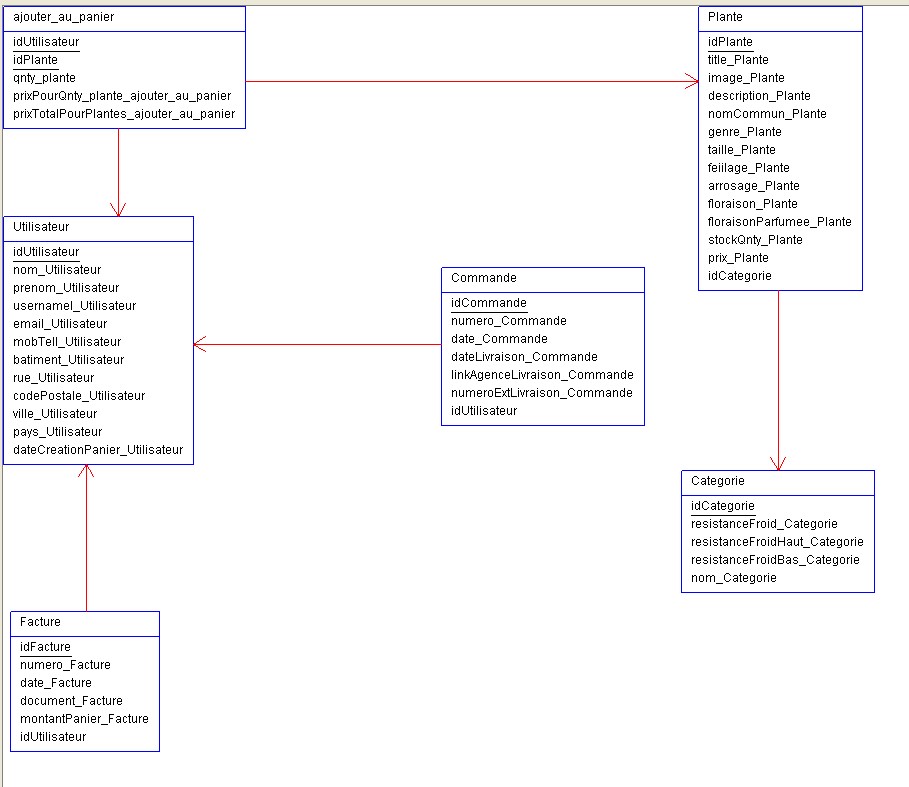 ajouter_au_panier
idUtilisateur
idPlante
qnty_plante
prixPourQnty_plante_ajouter_au_panier
prixTotalPourPlantes_ajouter_au_panier
Plante
idPlante
title_Plante
image_Plante
description_Plante
nomCommun_Plante
genre_Plante
taille_Plante
feiilage_Plante
arrosage_Plante
floraison_Plante
floraisonParfumee_Plante
stockQnty_Plante
prix_Plante
idCategorie
Utilisateur
idUtilisateur
nom_Utilisateur
prenom_Utilisateur
usernamel_Utilisateur
email_Utilisateur
mobTell_Utilisateur
batiment_Utilisateur
rue_Utilisateur
codePostale_Utilisateur
ville_Utilisateur
pays_Utilisateur
dateCreationPanier_Utilisateur
Commande
idCommande
numero_Commande
date_Commande
dateLivraison_Commande
linkAgenceLivraison_Commande
numeroExtLivraison_Commande
idUtilisateur
Categorie
idCategorie
resistanceFroid_Categorie
resistanceFroidHaut_Categorie
resistanceFroidBas_Categorie
nom_Categorie
Facture
idFacture
numero_Facture
date_Facture
document_Facture
montantPanier_Facture
idUtilisateur